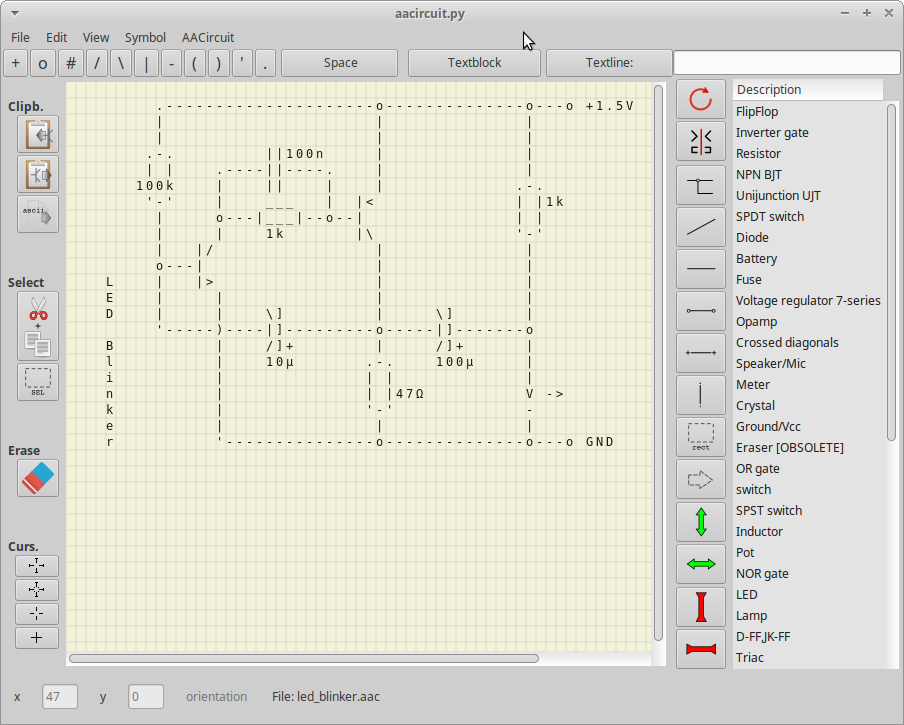 aacircuit.py
File Edit View Symbol AACircuit
+ o # / \ | - ( ) ' . Space Textblock Textline:
Clipb.
ascii
Select
+
SEL
Erase
Curs.
+1.5V
100n
100k
1k
1k
+ +
10µ 100µ
47Ω
V ->
GND
LED
Blinker
rect
Description
FlipFlop
Inverter gate
Resistor
NPN BJT
Unijunction UJT
SPDT switch
Diode
Battery
Fuse
Voltage regulator 7-series
Opamp
Crossed diagonals
Speaker/Mic
Meter
Crystal
Ground/Vcc
Eraser [OBSOLETE]
OR gate
switch
SPST switch
Inductor
Pot
NOR gate
LED
Lamp
D-FF,JK-FF
Triac
x 47 y 0 orientation File: led_blinker.aac